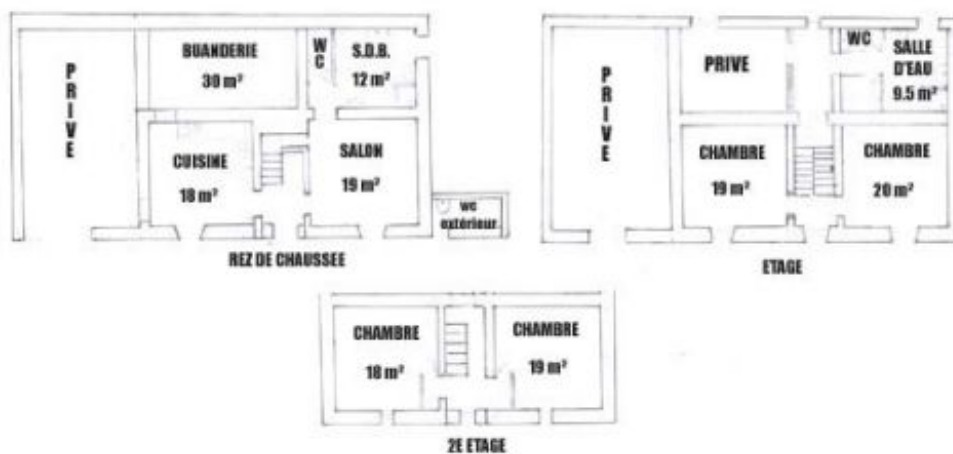 PRIVE
BUANDERIE
30 m²
WC
S.D.B.
12 m²
CUISINE
18 m²
SALON
19 m²
wc
extérieur
REZ DE CHAUSSEE
PRIVE
PRIVE
WC
SALLE
D'EAU
9.5 m²
CHAMBRE
19 m²
CHAMBRE
20 m²
ETAGE
CHAMBRE
18 m²
CHAMBRE
19 m²
2E ETAGE